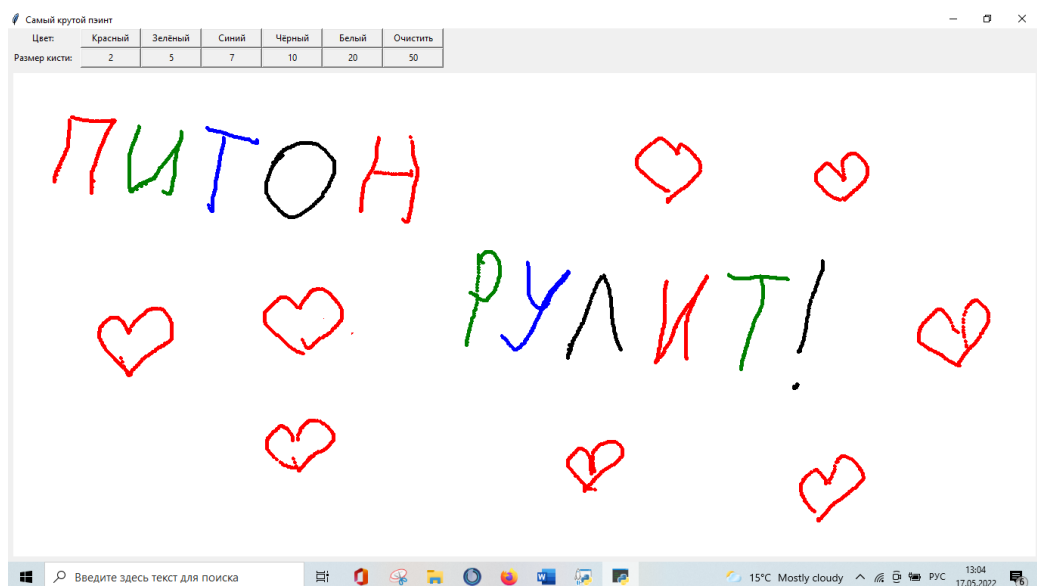 Самый крутой пэинт
Цвет: Красный Зелёный Синий Чёрный Белый Очистить
Размер кисти: 2 5 7 10 20 50
ПИТОН
РУЛИТ!
Введите здесь текст для поиска
15°C Mostly cloudy РУС 13:04
17.05.2022 6